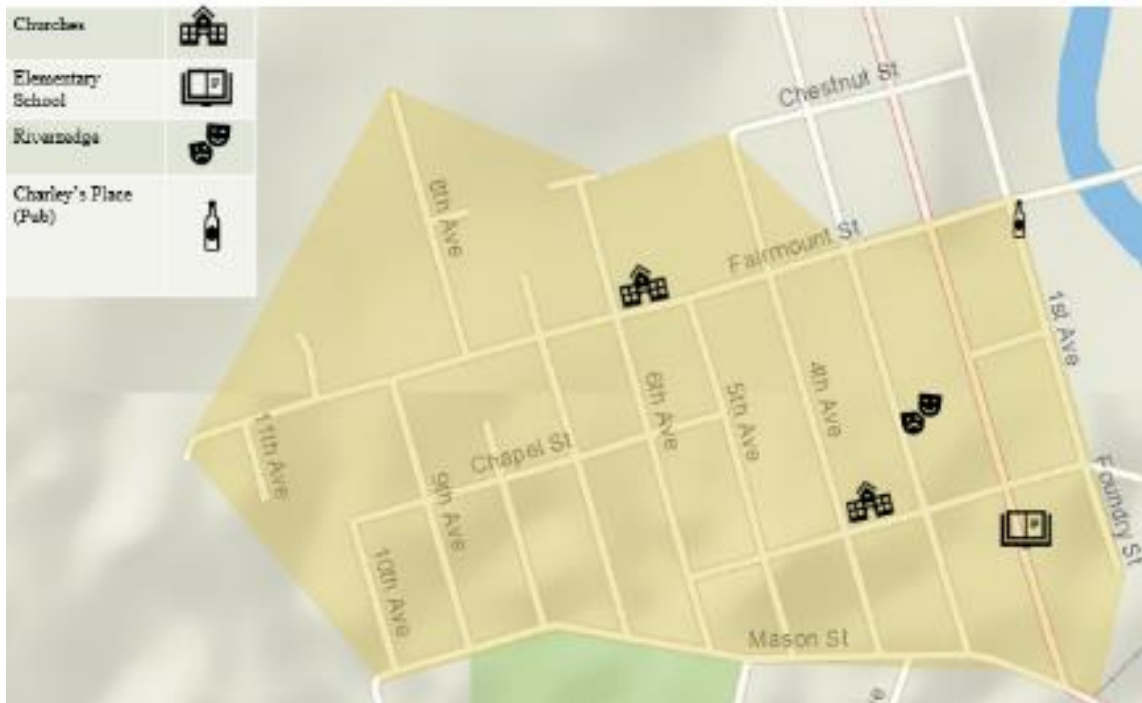 Churches
Elementary
School
Riversedge
Charley's Place
(Pub)
Chestnut St
8th Ave
Fairmount St
1st Ave
11th Ave
Chapel St
6th Ave
5th Ave
4th Ave
9th Ave
Foundry St
10th Ave
Mason St